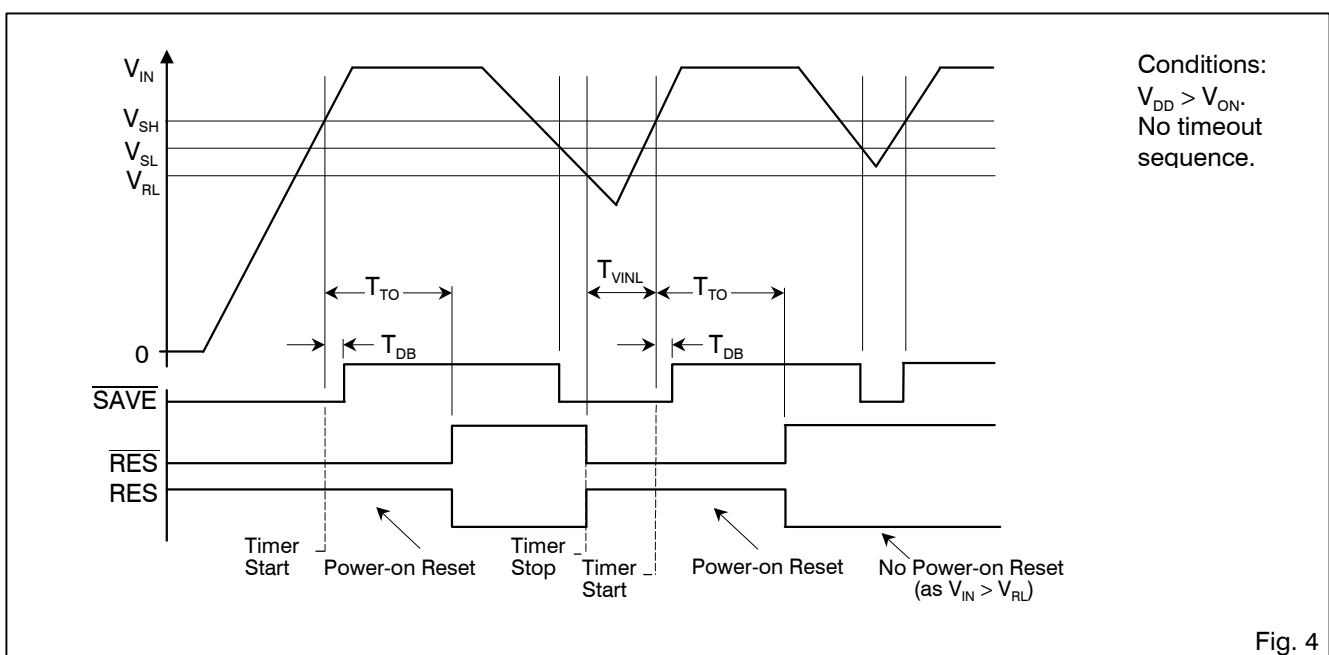 V_IN
Conditions:
V_DD > V_ON.
No timeout
sequence.
V_SH
V_SL
V_RL
T_VINL
T_TO
T_TO
T_DB
T_DB
0
SAVE
RES
RES
Timer
Start
Power-on Reset
Timer
Stop
Timer
Start
Power-on Reset
No Power-on Reset
(as V_IN > V_RL)
Fig. 4